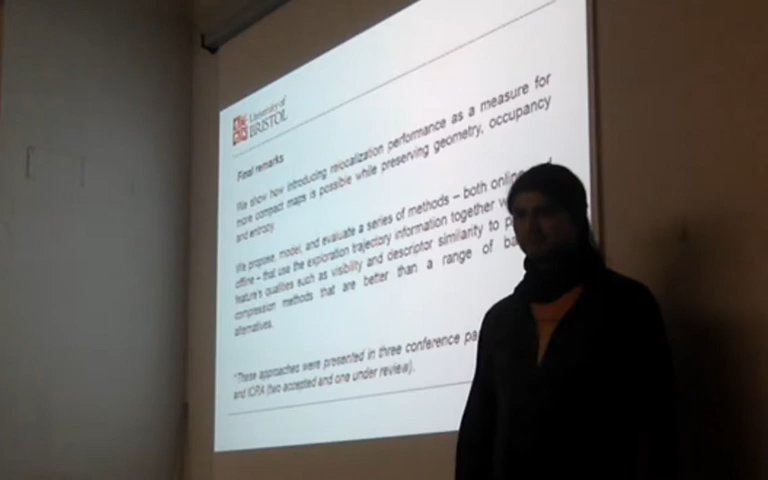 University of
BRISTOL
Final remarks
We show how introducing relocalization performance as a measure for
more compact maps is possible while preserving geometry, occupancy
and entropy.
We propose, model, and evaluate a series of methods – both online
offline – that use the exploration trajectory information together
feature's qualities such as visibility and descriptor similarity to
compression methods that are better than a range of
alternatives.
*These approaches were presented in three conference
and ICRA (two accepted and one under review).